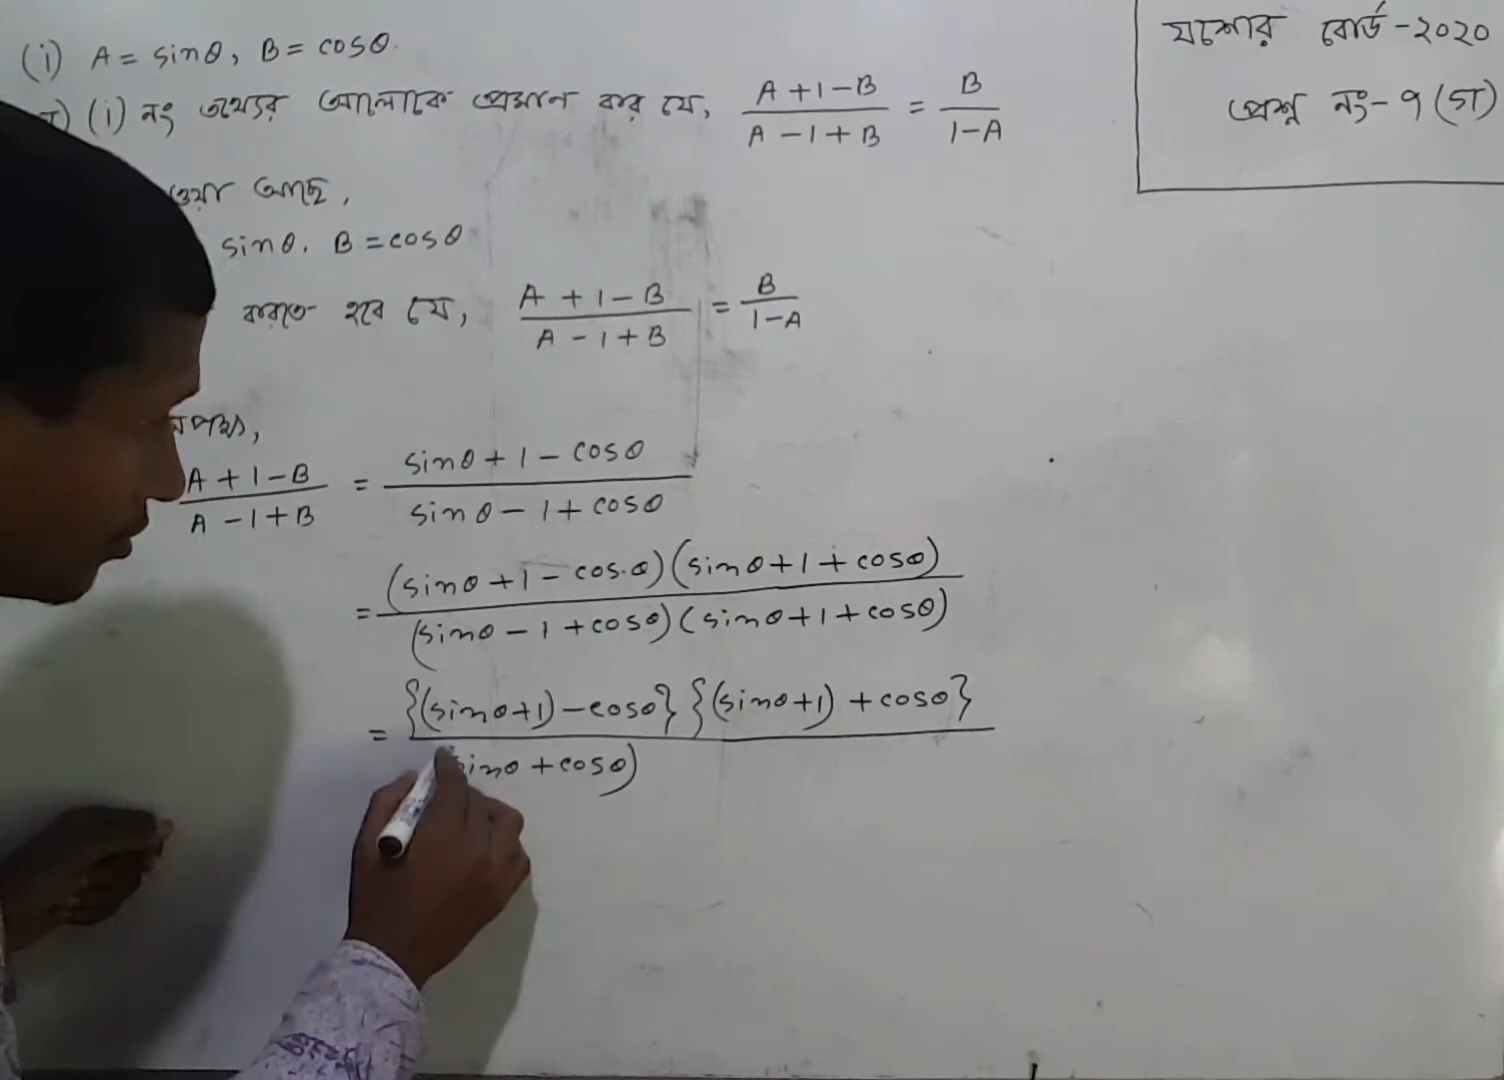 (i) A = sinθ, B = cosθ.
(i) নং তথ্যের আলোকে প্রমাণ কর যে, (A+1-B)/(A-1+B) = B/(1-A)
যশোর বোর্ড-২০২০
প্রশ্ন নং-৭(গ)
আছে,
sinθ. B = cosθ
করতে হবে যে, (A+1-B)/(A-1+B) = B/(1-A)
(A+1-B)/(A-1+B) = (sinθ+1-cosθ)/(sinθ-1+cosθ)
= (sinθ+1-cosθ)(sinθ+1+cosθ)/(sinθ-1+cosθ)(sinθ+1+cosθ)
= {(sinθ+1)-cosθ}{(sinθ+1)+cosθ}/
sinθ+cosθ)